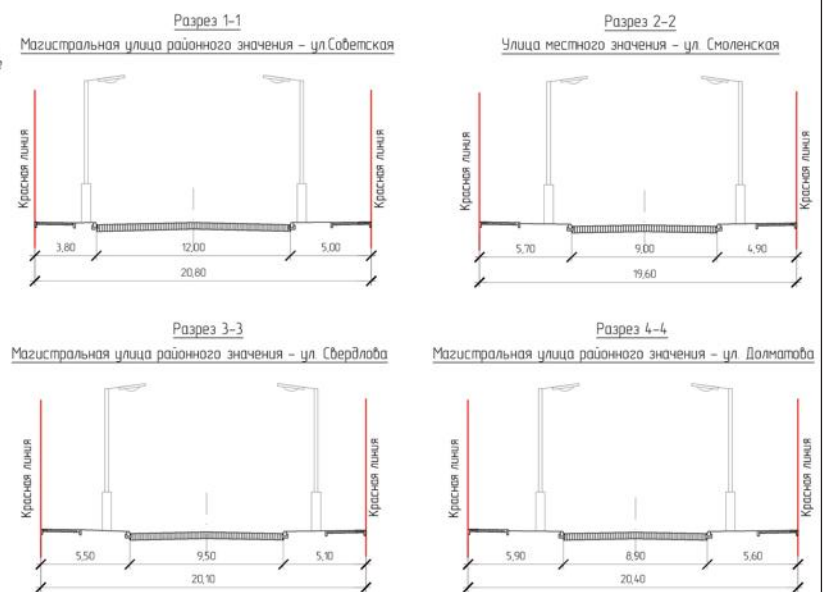 Разрез 1-1
Магистральная улица районного значения - ул.Советская
Красная линия
Красная линия
3,80 12,00 5,00
20,80
Разрез 2-2
Улица местного значения - ул. Смоленская
Красная линия
Красная линия
5,70 9,00 4,90
19,60
Разрез 3-3
Магистральная улица районного значения - ул. Свердлова
Красная линия
Красная линия
5,50 9,50 5,10
20,10
Разрез 4-4
Магистральная улица районного значения - ул. Долматова
Красная линия
Красная линия
5,90 8,90 5,60
20,40